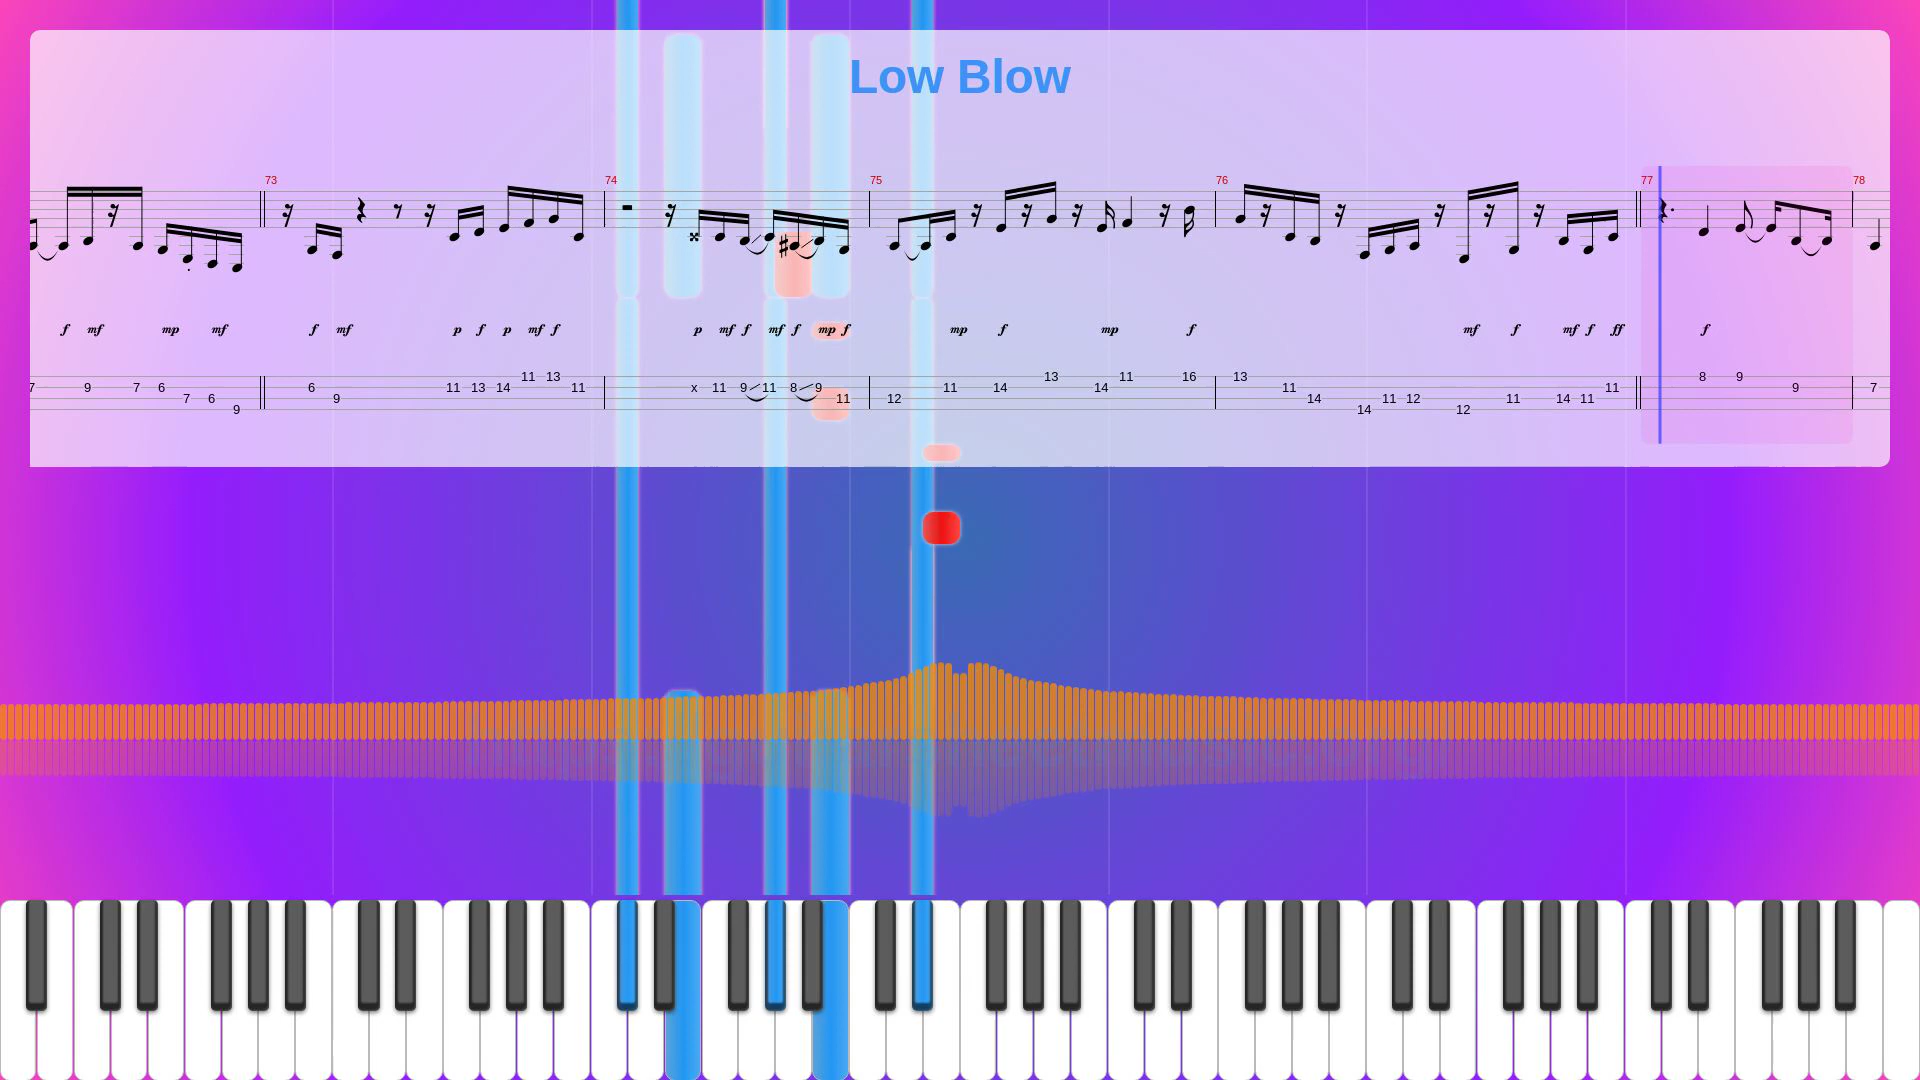 Low Blow
73 74 75 76 77 78
f mf mp mf f mf p f p mf f p mf f mf f mp f mp f mp f mf f mf f ff f
11 13 13 11 16 13 8 9
7 9 7 6 6 11 13 14 11 x 11 9 11 8 9 11 14 14 11 11 9 7
7 6 9 11 12 14 11 12 11 14 11
9 14 12